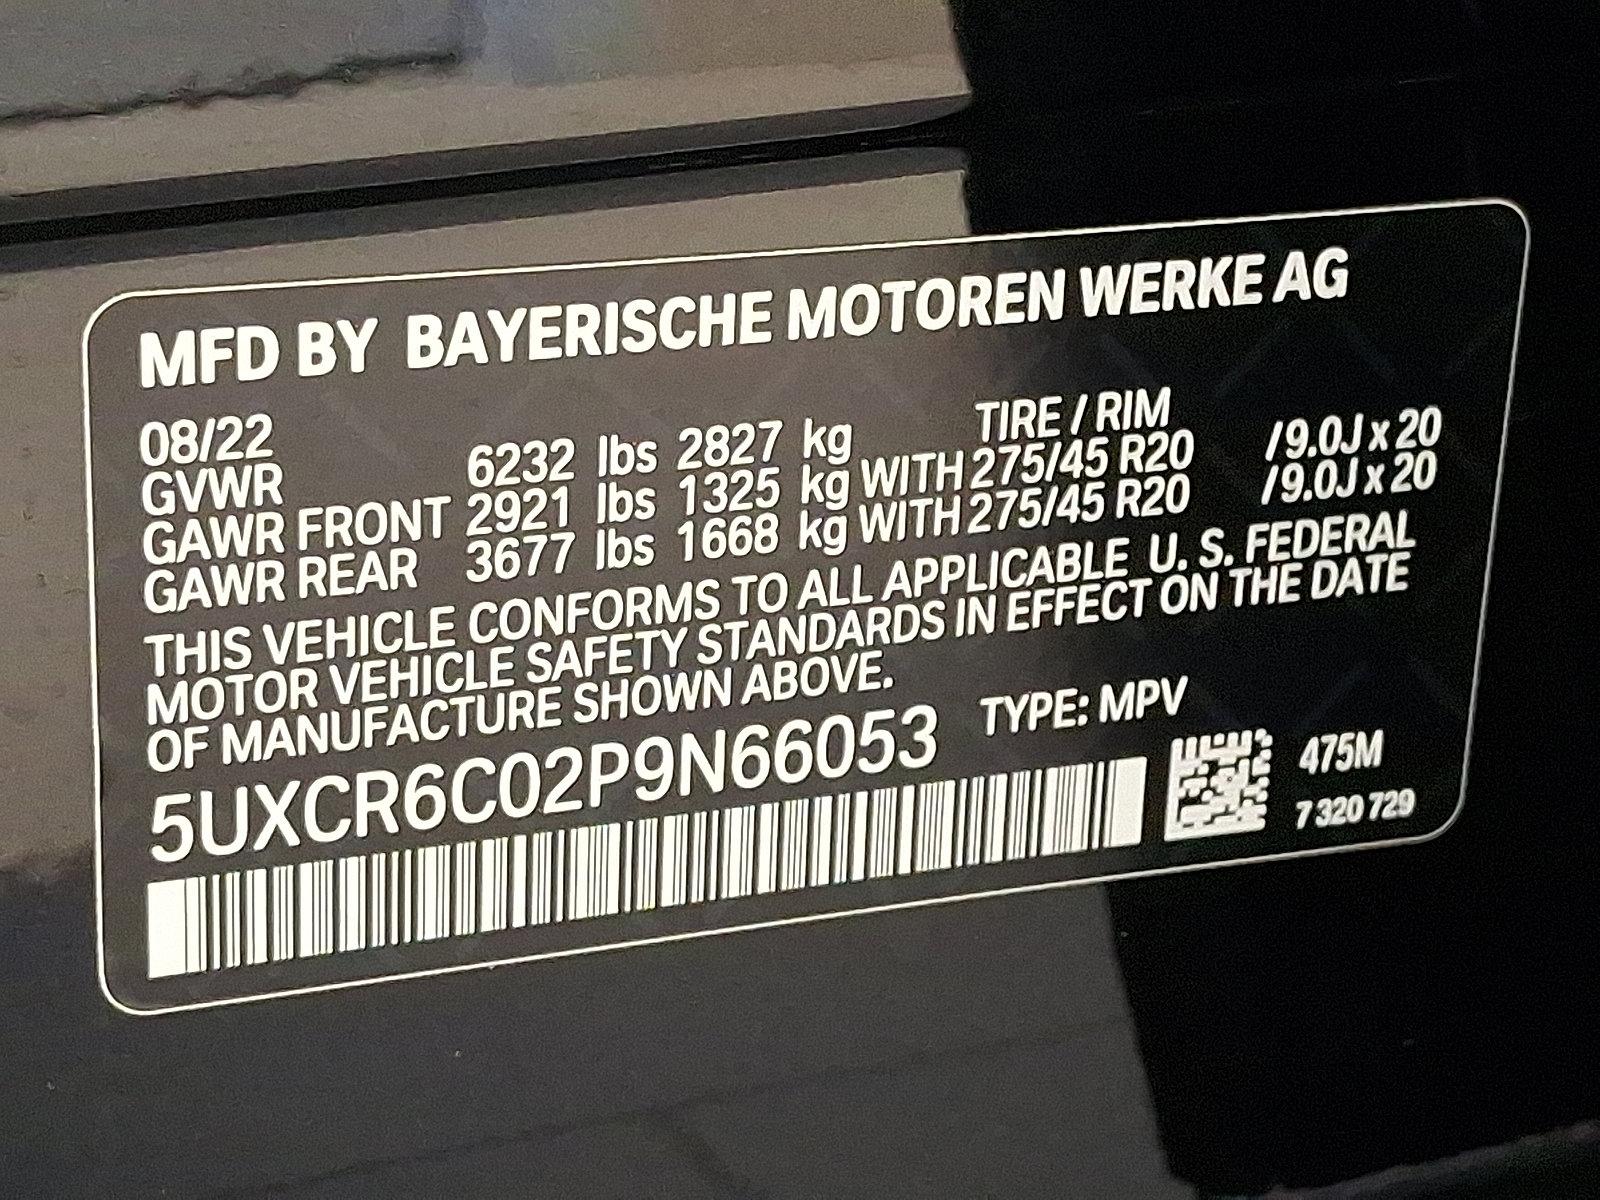 MFD BY BAYERISCHE MOTOREN WERKE AG
08/22 TIRE / RIM
GVWR 6232 lbs 2827 kg
GAWR FRONT 2921 lbs 1325 kg WITH 275/45 R20 /9.0J x 20
GAWR REAR 3677 lbs 1668 kg WITH 275/45 R20 /9.0J x 20
THIS VEHICLE CONFORMS TO ALL APPLICABLE U. S. FEDERAL
MOTOR VEHICLE SAFETY STANDARDS IN EFFECT ON THE DATE
OF MANUFACTURE SHOWN ABOVE.
5UXCR6C02P9N66053 TYPE: MPV
475M
7 320 729